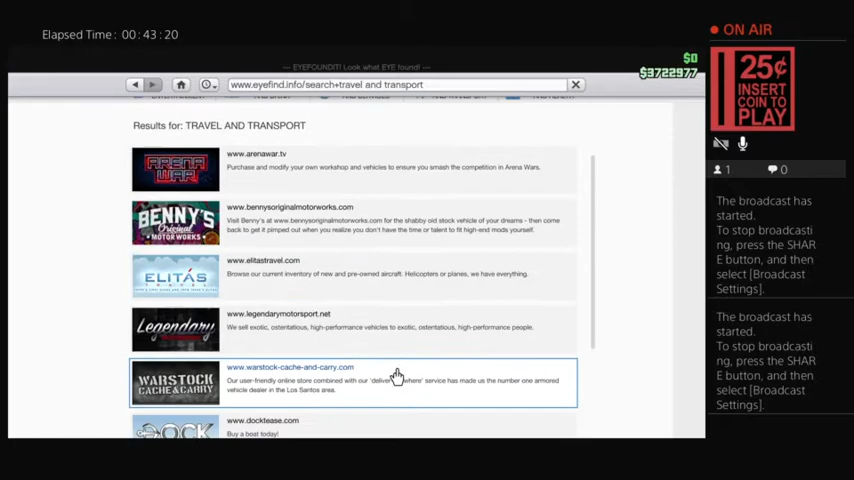 Elapsed Time : 00:43:20
ON AIR
— EYEFOUNDIT! Look what EYE found! —
$0
$3722977
www.eyefind.info/search+travel and transport
25¢
INSERT
COIN TO
PLAY
1
0
Results for: TRAVEL AND TRANSPORT
ARENA
WAR
www.arenawar.tv
Purchase and modify your own workshop and vehicles to ensure you smash the competition in Arena Wars.
BENNY'S
Original
MOTOR WORKS
www.bennysoriginalmotorworks.com
Visit Benny's at www.bennysoriginalmotorworks.com for the shabby old stock vehicle of your dreams - then come
back to get it pimped out when you realize you don't have the time or talent to fit high-end mods yourself.
ELITÁS
TRAVEL
www.elitastravel.com
Browse our current inventory of new and pre-owned aircraft. Helicopters or planes, we have everything.
Legendary
MOTORSPORT
www.legendarymotorsport.net
We sell exotic, ostentatious, high-performance vehicles to exotic, ostentatious, high-performance people.
WARSTOCK
CACHE & CARRY
www.warstock-cache-and-carry.com
Our user-friendly online store combined with our 'deliver where' service has made us the number one armored
vehicle dealer in the Los Santos area.
DOCK
www.docktease.com
Buy a boat today!
The broadcast has
started.
To stop broadcasti
ng, press the SHAR
E button, and then
select [Broadcast
Settings].
The broadcast has
started.
To stop broadcasti
ng, press the SHAR
E button, and then
select [Broadcast
Settings].